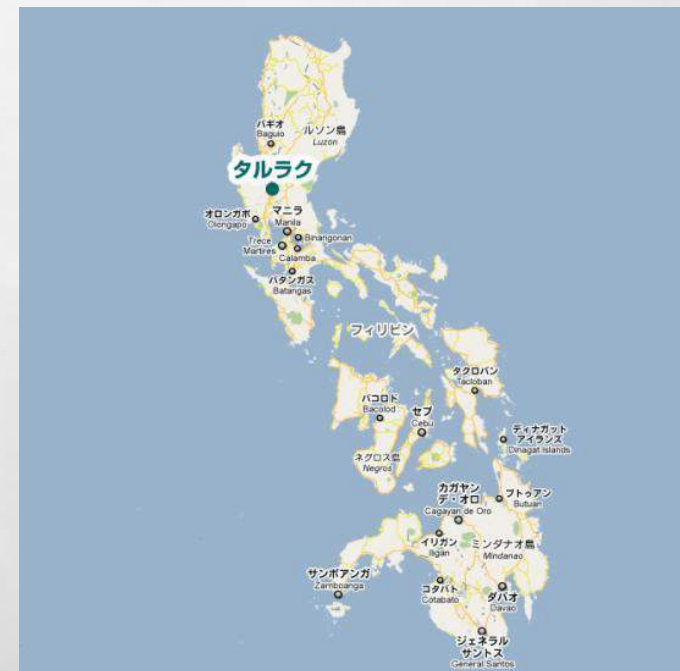 バギオ
Baguio
ルソン島
Luzon
タルラク
オロンガポ
Olongapo
マニラ
Manila
Trece
Martires
Binangonan
Calamba
バタンガス
Batangas
フィリピン
タクロバン
Tacloban
バコロド
Bacolod
セブ
Cebu
ディナガット
アイランズ
Dinagat Islands
ネグロス島
Negros
カガヤン
デ・オロ
Cagayan de Oro
ブトゥアン
Butuan
イリガン
Iligan
ミンダナオ島
Mindanao
サンボアンガ
Zamboanga
コタバト
Cotabato
ダバオ
Davao
ジェネラル
サントス
General Santos